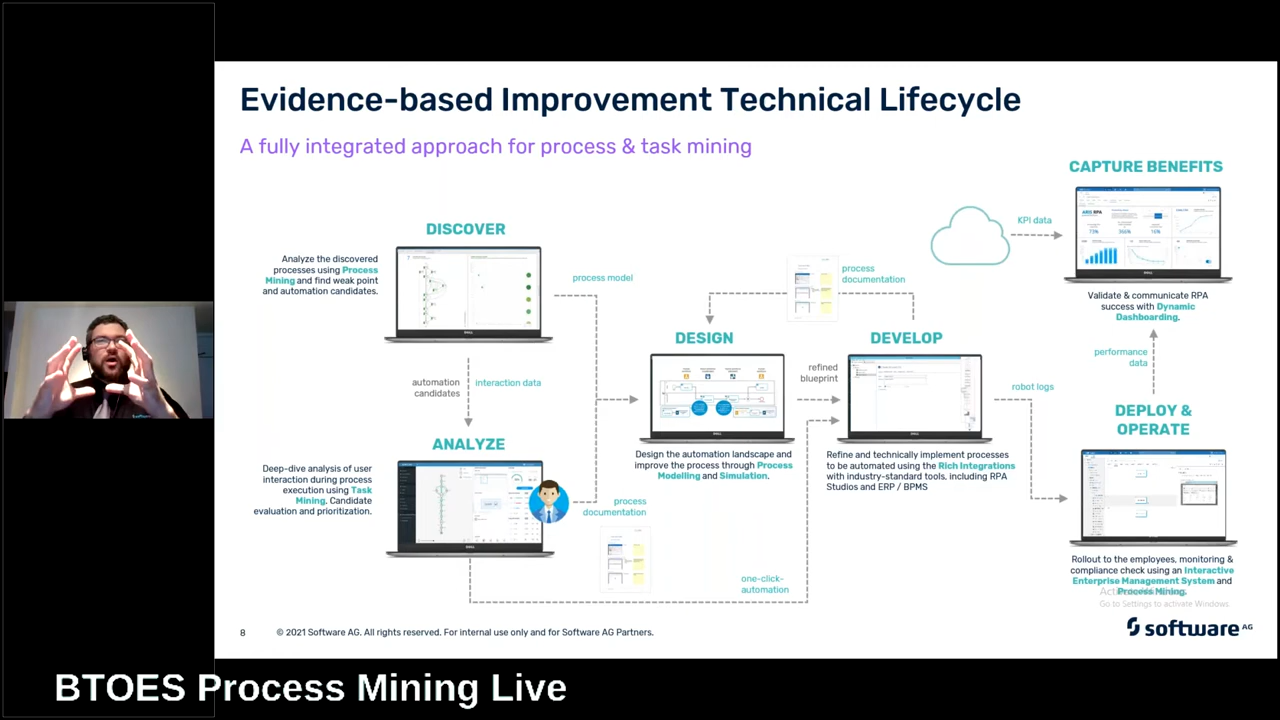 Evidence-based Improvement Technical Lifecycle
A fully integrated approach for process & task mining
CAPTURE BENEFITS
KPI data
Validate & communicate RPA
success with Dynamic
Dashboarding.
DISCOVER
Analyze the discovered
processes using Process
Mining and find weak point
and automation candidates.
process model
process
documentation
DESIGN
DEVELOP
refined
blueprint
performance
data
automation
candidates
interaction data
robot logs
DEPLOY &
OPERATE
ANALYZE
Design the automation landscape and
improve the process through Process
Modelling and Simulation.
Refine and technically implement processes
to be automated using the Rich Integrations
with industry-standard tools, including RPA
Studios and ERP / BPMS
Deep-dive analysis of user
interaction during process
execution using Task
Mining. Candidate
evaluation and prioritization.
process
documentation
one-click-
automation
Rollout to the employees, monitoring &
compliance check using an Interactive
Enterprise Management System and
Process Mining.
Go to Settings to activate Windows.
8
© 2021 Software AG. All rights reserved. For internal use only and for Software AG Partners.
software AG
BTOES Process Mining Live